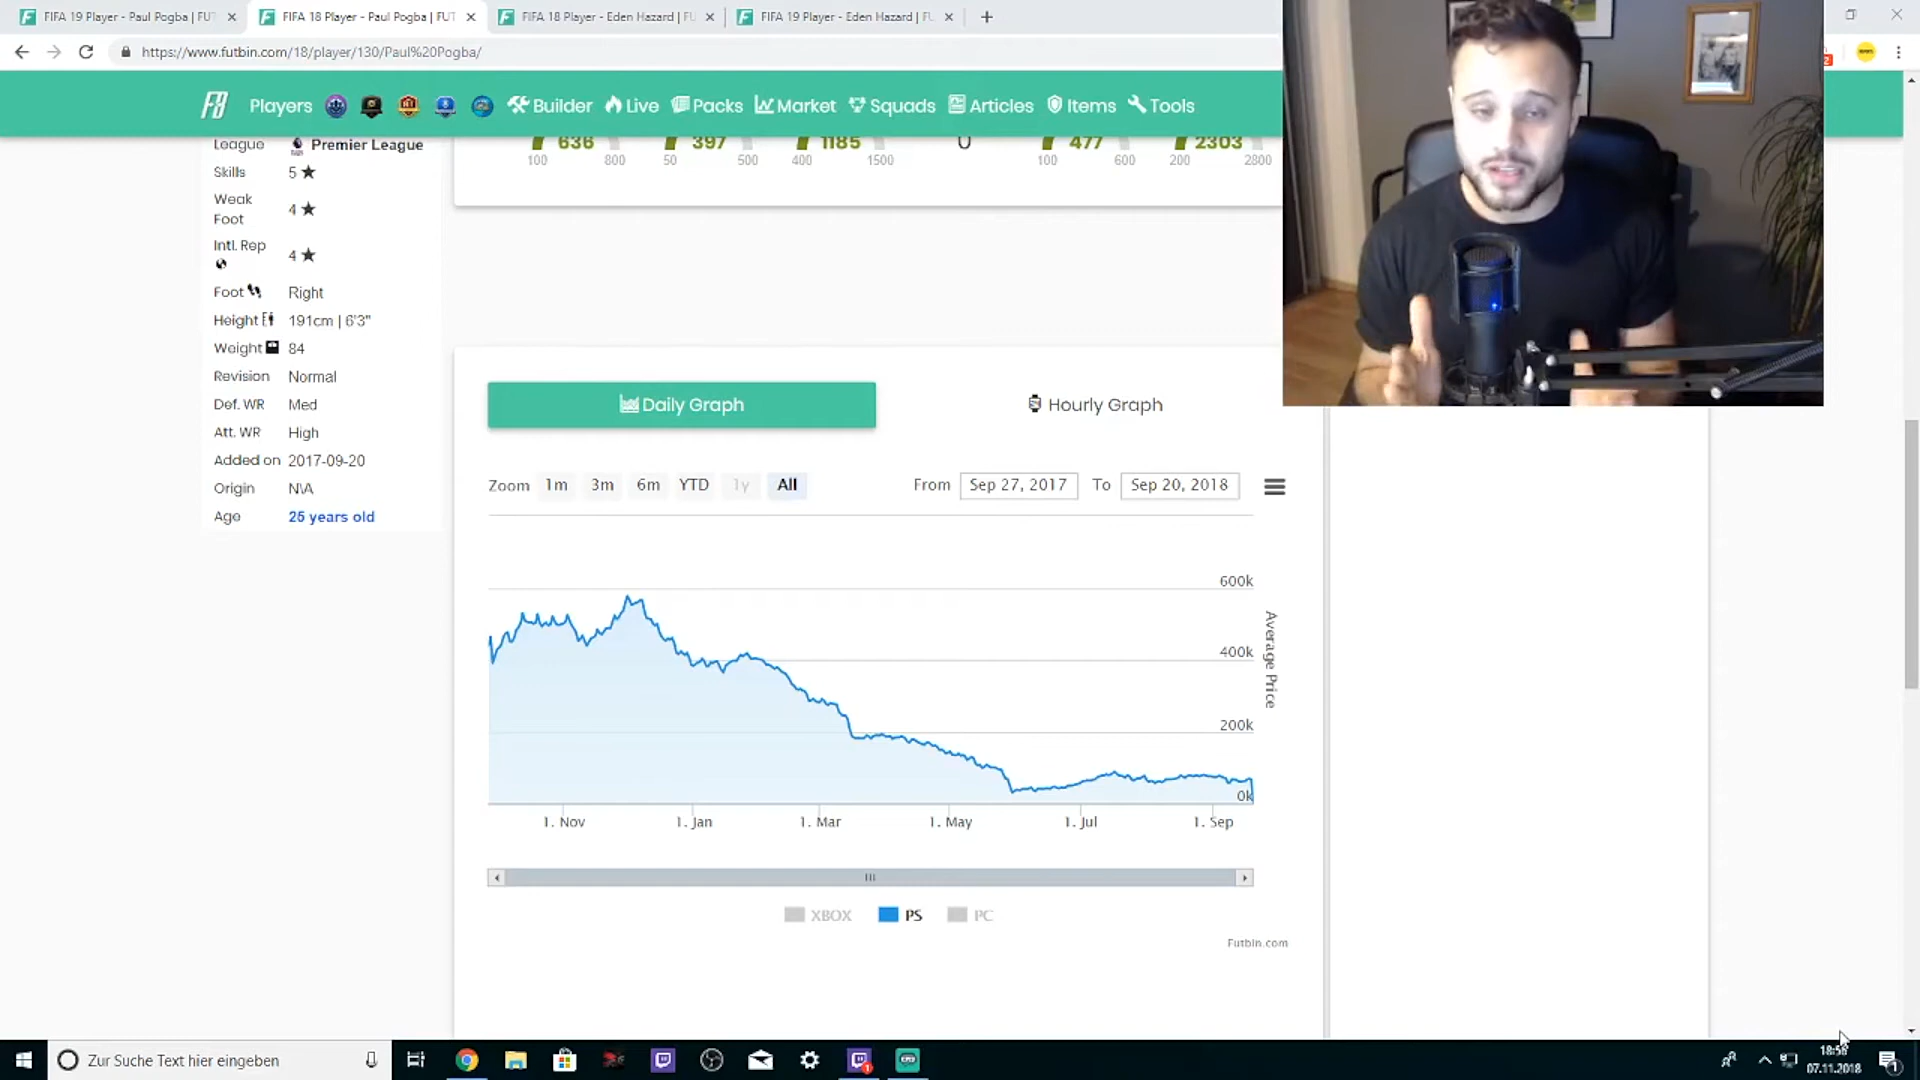 FIFA 19 Player - Paul Pogba | FUT
FIFA 18 Player - Paul Pogba | FUT
FIFA 18 Player - Eden Hazard | FU
FIFA 19 Player - Eden Hazard | FU
https://www.futbin.com/18/player/130/Paul%20Pogba/
Players Builder Live Packs Market Squads Articles Items Tools
League Premier League
636 397 1185 0 477 2303
100 800 50 500 400 1500 100 600 200 2800
Skills 5 ★
Weak Foot 4 ★
Intl. Rep 4 ★
Foot Right
Height 191cm | 6'3"
Weight 84
Revision Normal
Def. WR Med
Att. WR High
Added on 2017-09-20
Origin N\A
Age 25 years old
Daily Graph Hourly Graph
Zoom 1m 3m 6m YTD 1y All From Sep 27, 2017 To Sep 20, 2018
600k
400k
200k
0k
Average Price
1. Nov 1. Jan 1. Mar 1. May 1. Jul 1. Sep
XBOX PS PC
Futbin.com
Zur Suche Text hier eingeben
07.11.2018